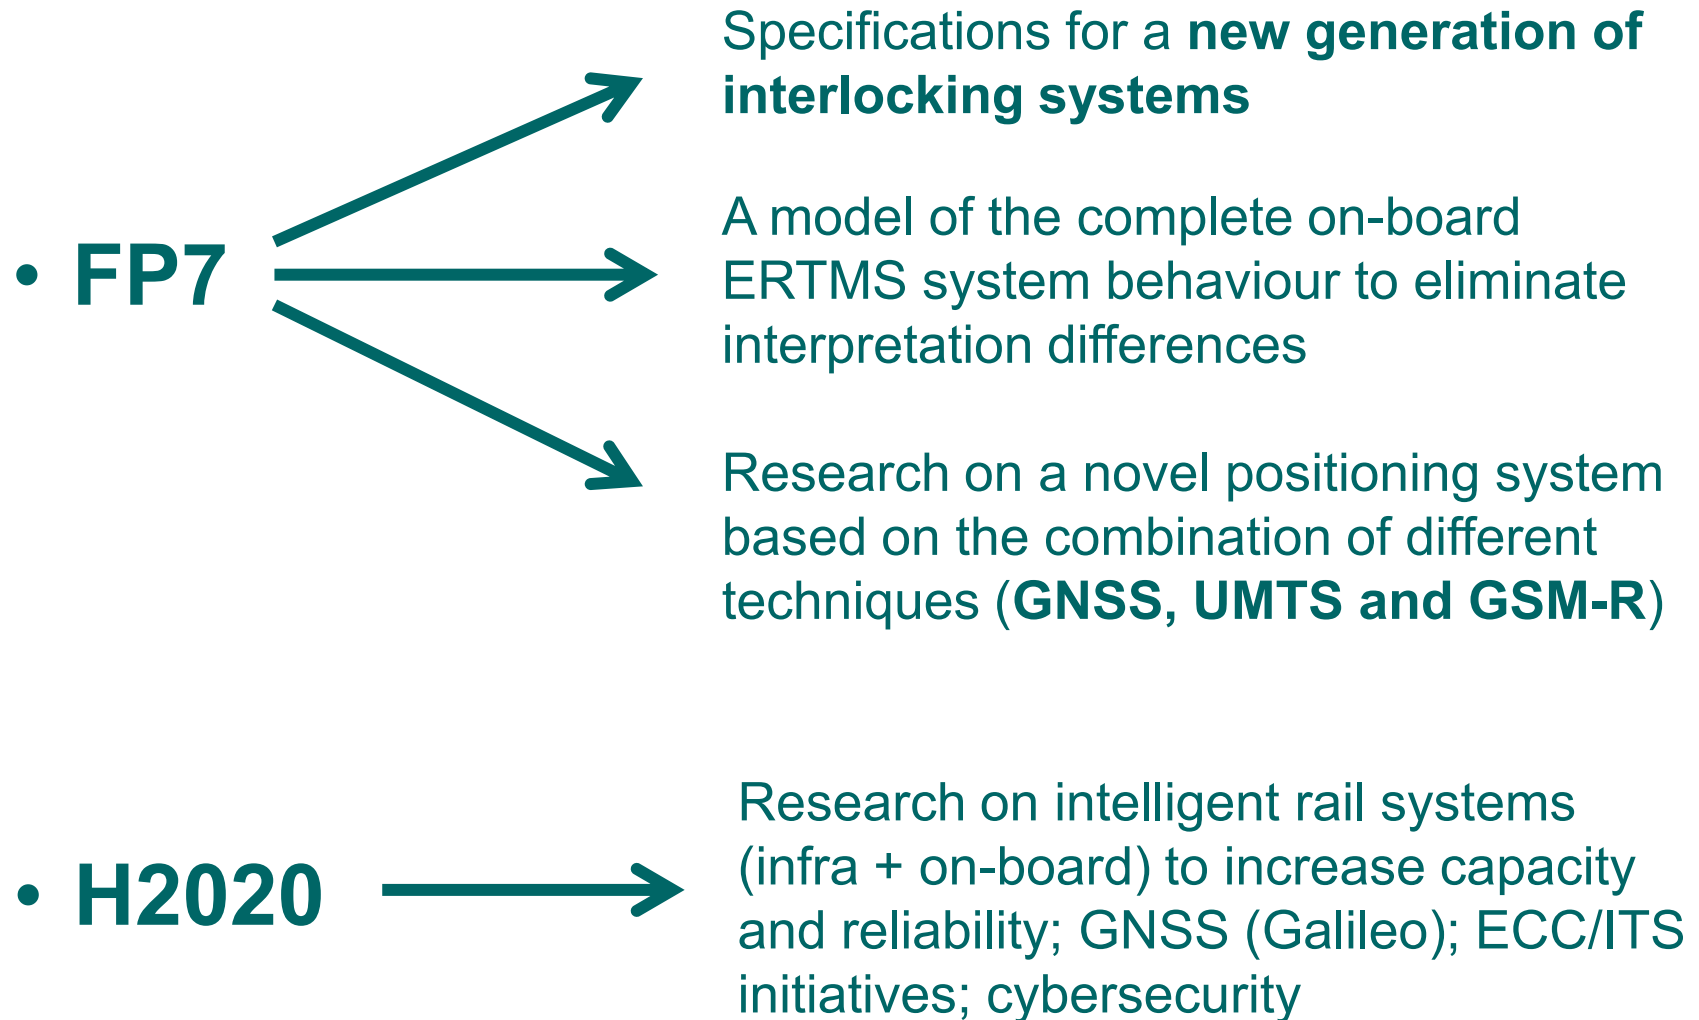 Specifications for a new generation of
interlocking systems
• FP7
A model of the complete on-board
ERTMS system behaviour to eliminate
interpretation differences
Research on a novel positioning system
based on the combination of different
techniques (GNSS, UMTS and GSM-R)
• H2020
Research on intelligent rail systems
(infra + on-board) to increase capacity
and reliability; GNSS (Galileo); ECC/ITS
initiatives; cybersecurity